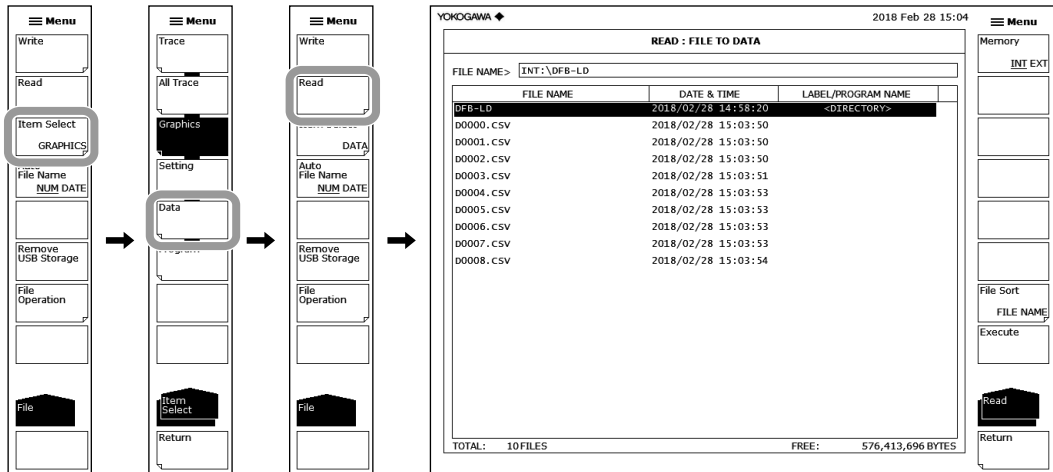 Menu
Write
Read
Item Select
GRAPHICS
Auto
File Name
NUM DATE
Remove
USB Storage
File
Operation
File
Menu
Trace
All Trace
Graphics
Setting
Data
Program
Item
Select
Return
Menu
Write
Read
DATA
Auto
File Name
NUM DATE
Remove
USB Storage
File
Operation
File
YOKOGAWA
2018 Feb 28 15:04
READ : FILE TO DATA
FILE NAME> INT:\DFB-LD
FILE NAME DATE & TIME LABEL/PROGRAM NAME
DFB-LD 2018/02/28 14:58:20 <DIRECTORY>
D0000.CSV 2018/02/28 15:03:50
D0001.CSV 2018/02/28 15:03:50
D0002.CSV 2018/02/28 15:03:50
D0003.CSV 2018/02/28 15:03:51
D0004.CSV 2018/02/28 15:03:53
D0005.CSV 2018/02/28 15:03:53
D0006.CSV 2018/02/28 15:03:53
D0007.CSV 2018/02/28 15:03:53
D0008.CSV 2018/02/28 15:03:54
TOTAL: 10FILES FREE: 576,413,696 BYTES
Menu
Memory
INT EXT
File Sort
FILE NAME
Execute
Read
Return